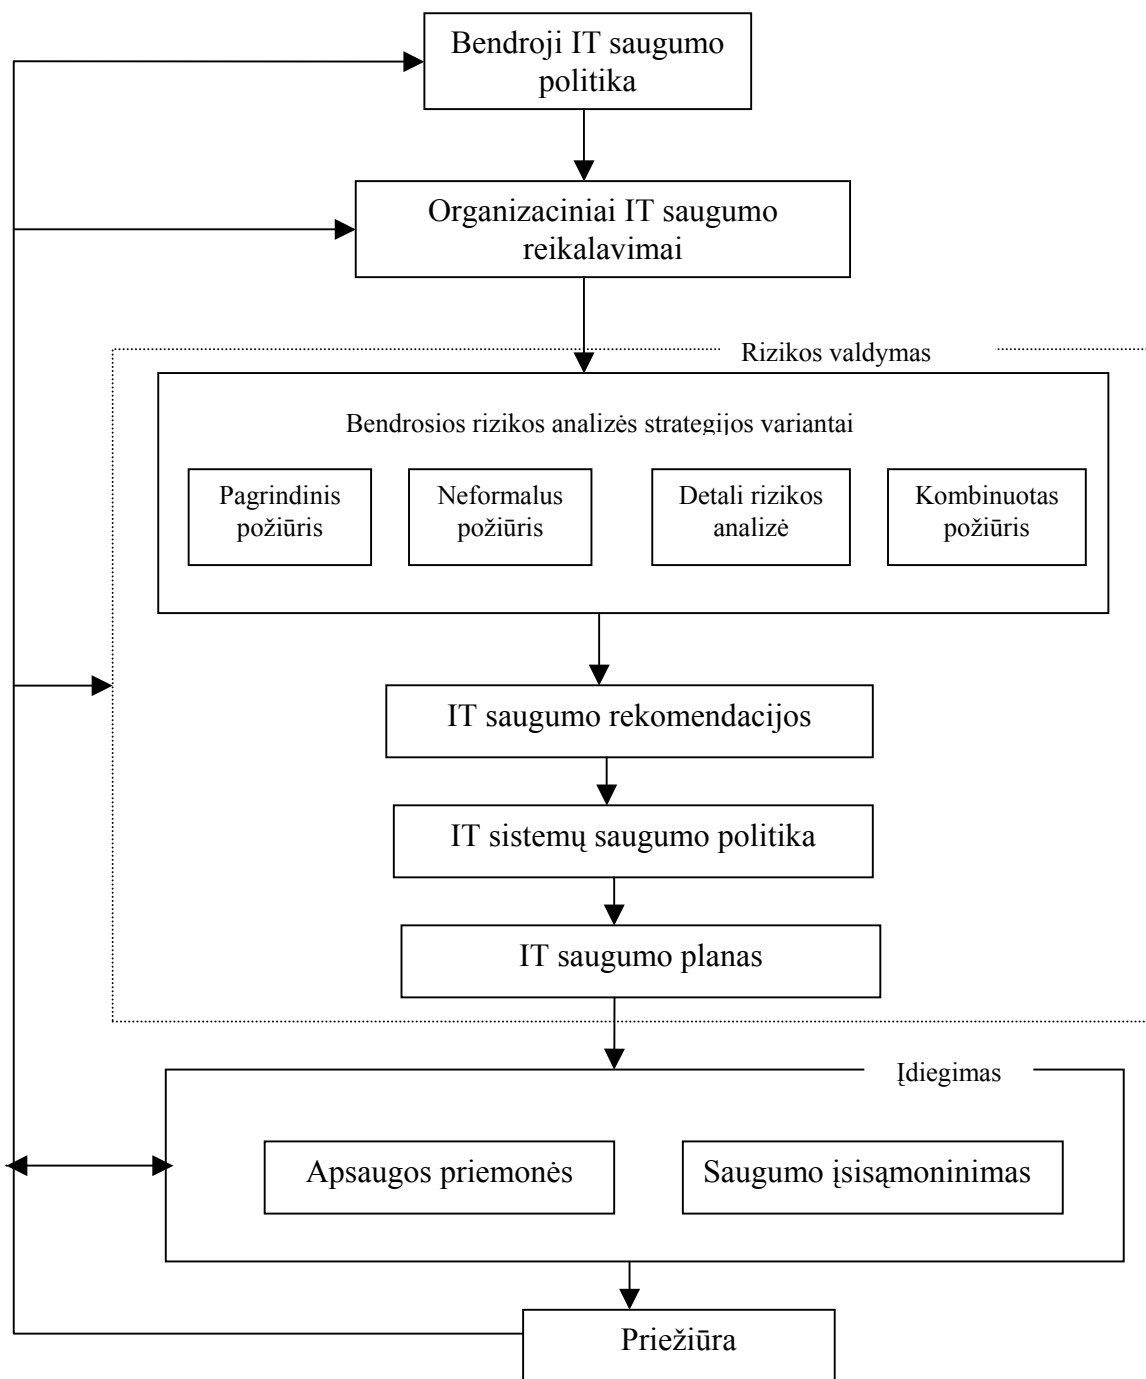 Bendroji IT saugumo
politika
Organizaciniai IT saugumo
reikalavimai
Rizikos valdymas
Bendrosios rizikos analizės strategijos variantai
Pagrindinis
požiūris
Neformalus
požiūris
Detali rizikos
analizė
Kombinuotas
požiūris
IT saugumo rekomendacijos
IT sistemų saugumo politika
IT saugumo planas
Įdiegimas
Apsaugos priemonės
Saugumo įsisąmoninimas
Priežiūra